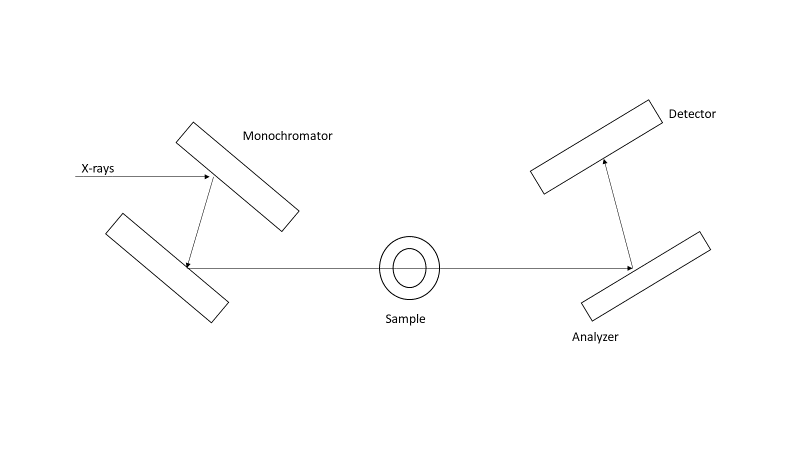 Detector
Monochromator
X-rays
Sample
Analyzer